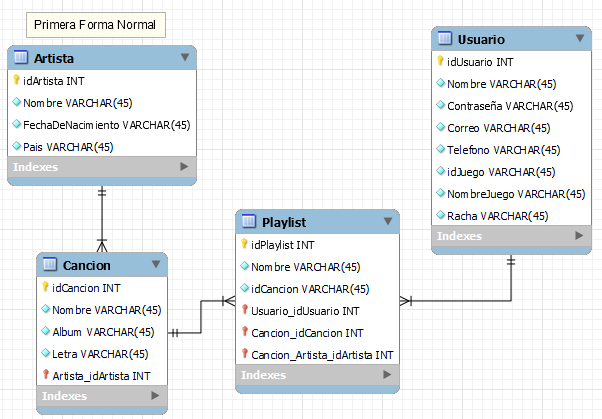 Primera Forma Normal
Artista
idArtista INT
Nombre VARCHAR(45)
FechaDeNacimiento VARCHAR(45)
Pais VARCHAR(45)
Indexes
Usuario
idUsuario INT
Nombre VARCHAR(45)
Contraseña VARCHAR(45)
Correo VARCHAR(45)
Telefono VARCHAR(45)
idJuego VARCHAR(45)
NombreJuego VARCHAR(45)
Racha VARCHAR(45)
Indexes
Cancion
idCancion INT
Nombre VARCHAR(45)
Album VARCHAR(45)
Letra VARCHAR(45)
Artista_idArtista INT
Indexes
Playlist
idPlaylist INT
Nombre VARCHAR(45)
idCancion VARCHAR(45)
Usuario_idUsuario INT
Cancion_idCancion INT
Cancion_Artista_idArtista INT
Indexes